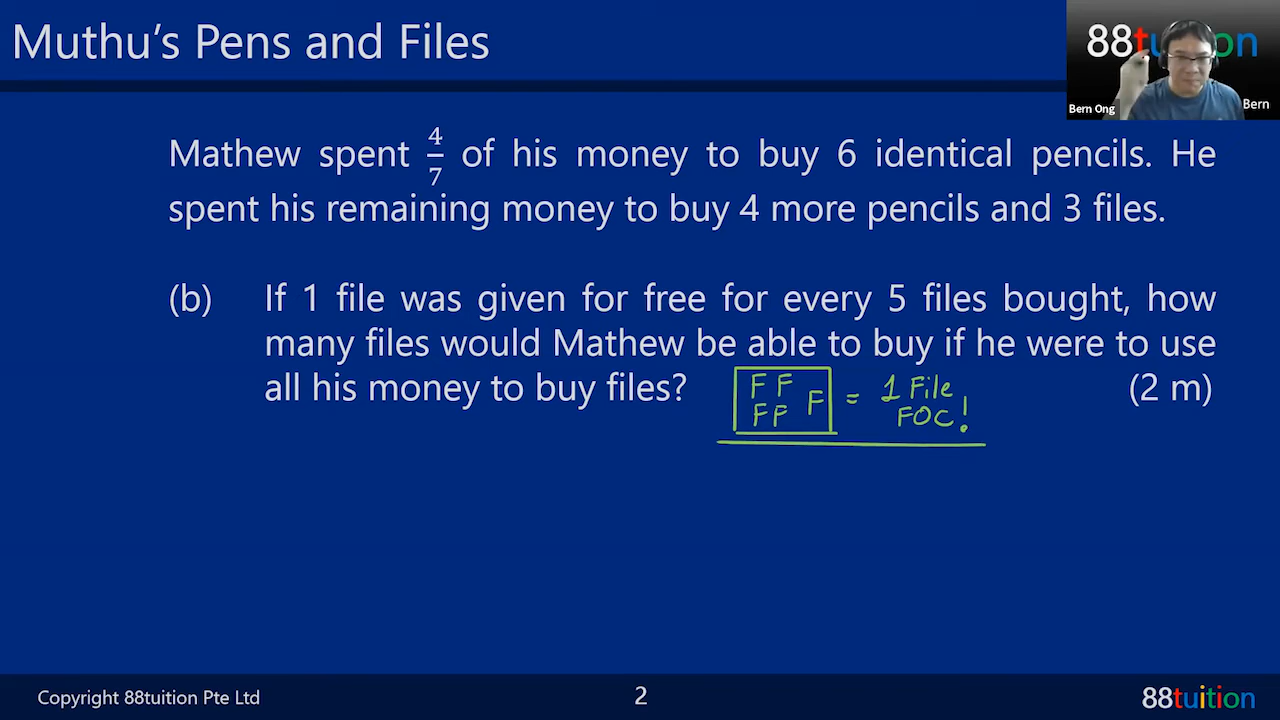 Muthu's Pens and Files
88tuition
Bern Ong
Bern
Mathew spent 4/7 of his money to buy 6 identical pencils. He
spent his remaining money to buy 4 more pencils and 3 files.
(b) If 1 file was given for free for every 5 files bought, how
many files would Mathew be able to buy if he were to use
all his money to buy files? (2 m)
F F
FF F = 1 File
FOC!
Copyright 88tuition Pte Ltd
2
88tuition